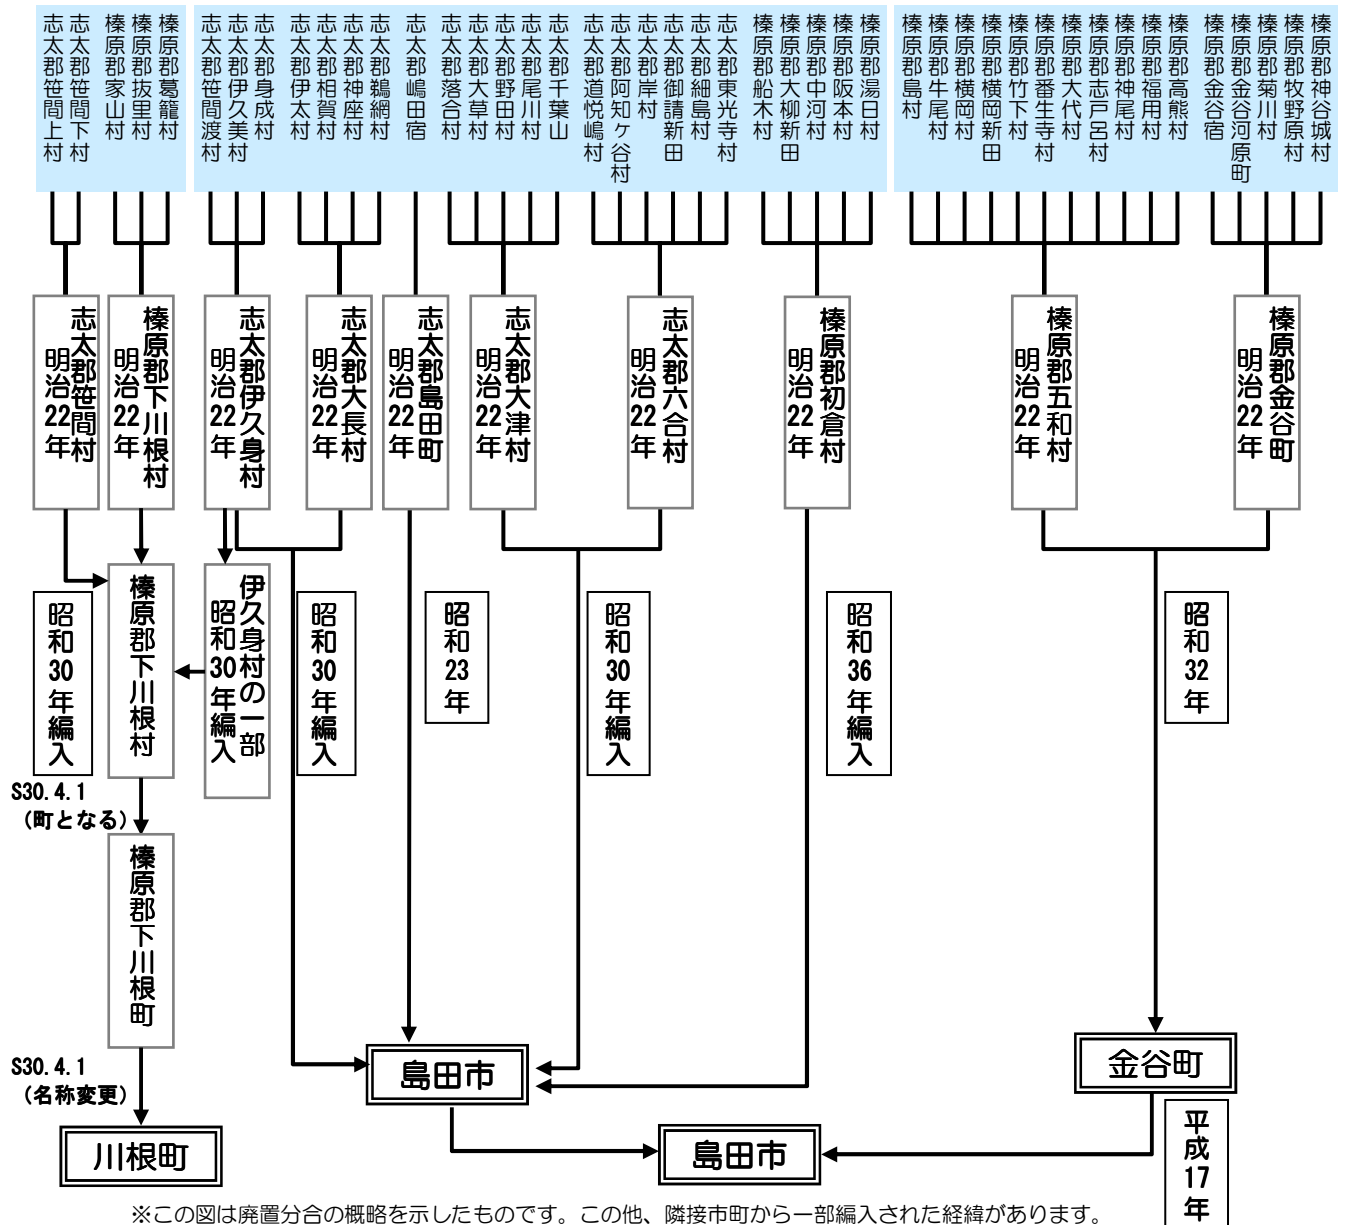 志太郡笹間上村
志太郡笹間下村
榛原郡家山村
榛原郡抜里村
榛原郡葛籠村
志太郡笹間渡村
志太郡伊久美村
志太郡身成村
志太郡伊太村
志太郡相賀村
志太郡神座村
志太郡鵜網村
志太郡嶋田宿
志太郡落合村
志太郡大草村
志太郡野田村
志太郡尾川村
志太郡千葉山
志太郡道悦嶋村
志太郡阿知ヶ谷村
志太郡岸村
志太郡御請新田
志太郡細島村
志太郡東光寺村
榛原郡船木村
榛原郡大柳新田
榛原郡中河村
榛原郡阪本村
榛原郡湯日村
榛原郡島村
榛原郡牛尾村
榛原郡横岡村
榛原郡横岡新田
榛原郡竹下村
榛原郡番生寺村
榛原郡大代村
榛原郡志戸呂村
榛原郡神尾村
榛原郡福用村
榛原郡高熊村
榛原郡金谷宿
榛原郡金谷河原町
榛原郡菊川村
榛原郡牧野原村
榛原郡神谷城村
志太郡笹間村
明治22年
榛原郡下川根村
明治22年
志太郡伊久身村
明治22年
志太郡大長村
明治22年
志太郡島田町
明治22年
志太郡大津村
明治22年
志太郡六合村
明治22年
榛原郡初倉村
明治22年
榛原郡五和村
明治22年
榛原郡金谷町
明治22年
昭和30年編入
榛原郡下川根村
伊久身村の一部
昭和30年編入
昭和30年編入
昭和23年
昭和30年編入
昭和36年編入
昭和32年
S30.4.1
（町となる）
榛原郡下川根町
S30.4.1
（名称変更）
川根町
島田市
金谷町
島田市
平成17年
※この図は廃置分合の概略を示したものです。この他、隣接市町から一部編入された経緯があります。